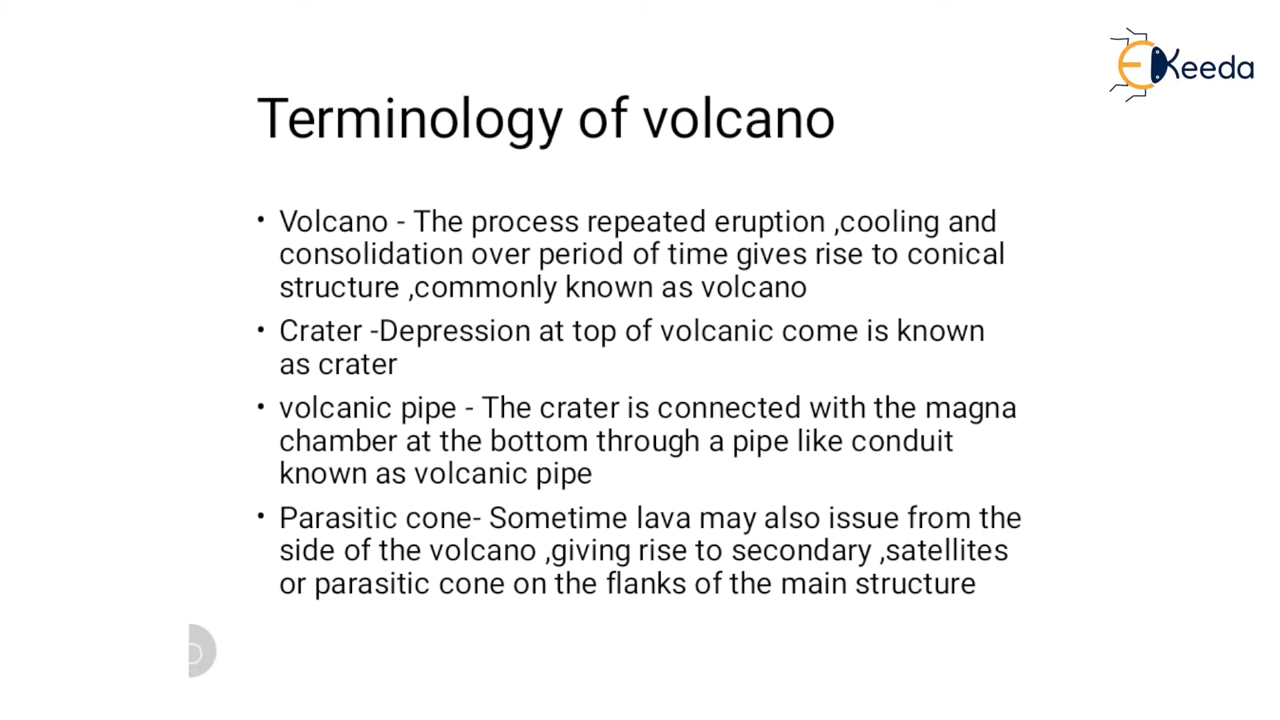 EKeeda
Terminology of volcano
• Volcano - The process repeated eruption ,cooling and
consolidation over period of time gives rise to conical
structure ,commonly known as volcano
• Crater -Depression at top of volcanic come is known
as crater
• volcanic pipe - The crater is connected with the magna
chamber at the bottom through a pipe like conduit
known as volcanic pipe
• Parasitic cone- Sometime lava may also issue from the
side of the volcano ,giving rise to secondary ,satellites
or parasitic cone on the flanks of the main structure